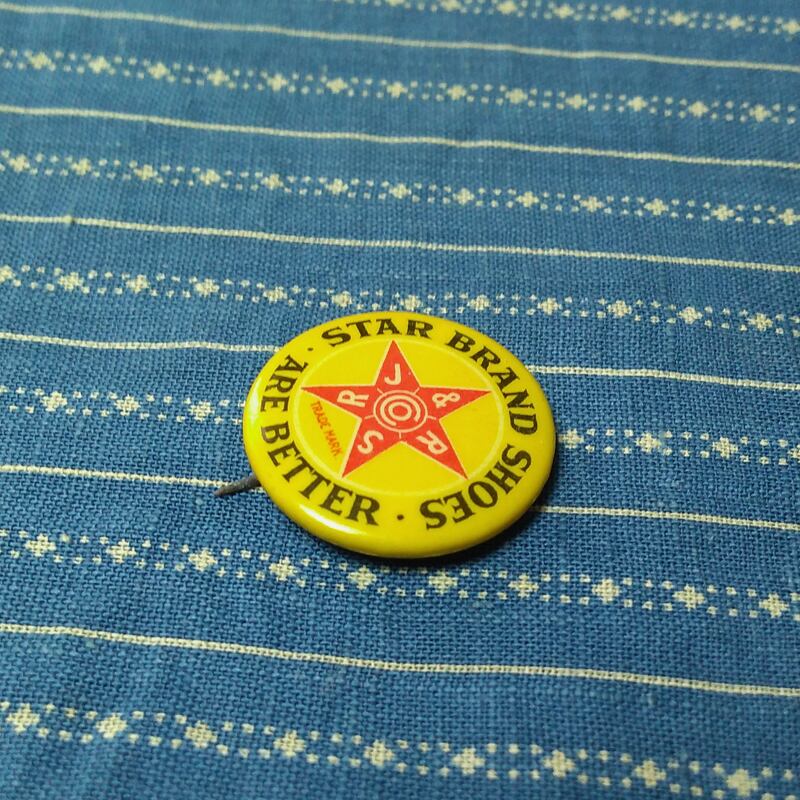 STAR BRAND SHOES · ARE BETTER ·
R J & R S
TRADE MARK